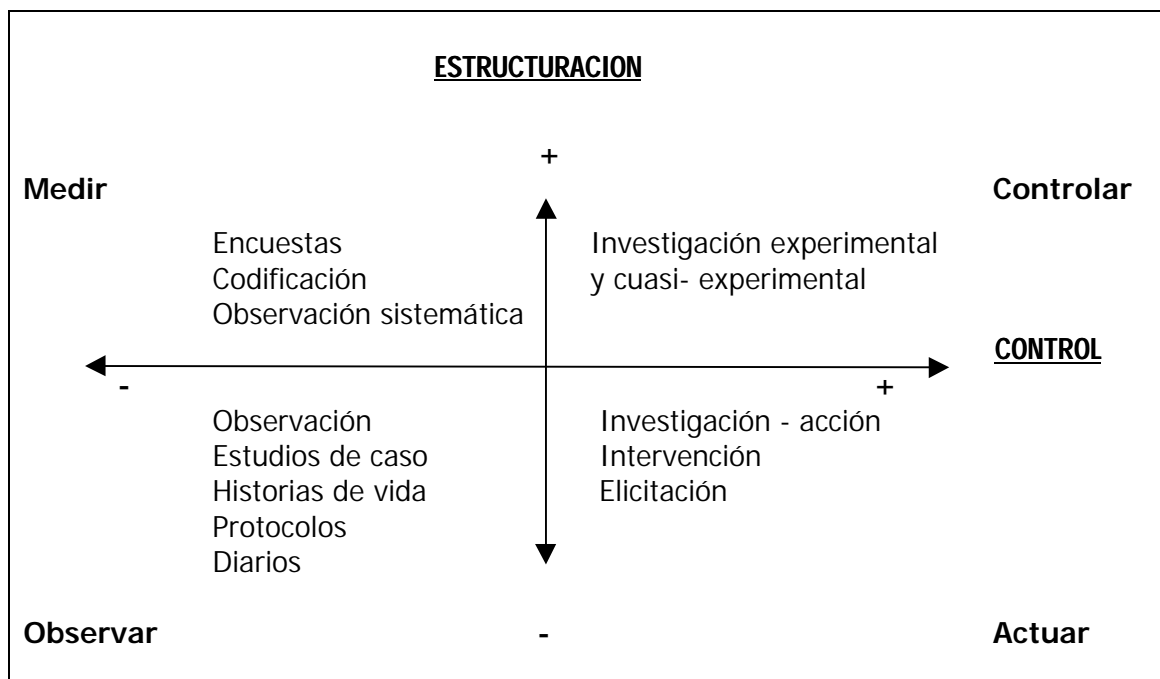 ESTRUCTURACION
+
Medir
Controlar
Encuestas
Codificación
Observación sistemática
Investigación experimental
y cuasi- experimental
CONTROL
-
+
Observación
Estudios de caso
Historias de vida
Protocolos
Diarios
Investigación - acción
Intervención
Elicitación
Observar
-
Actuar